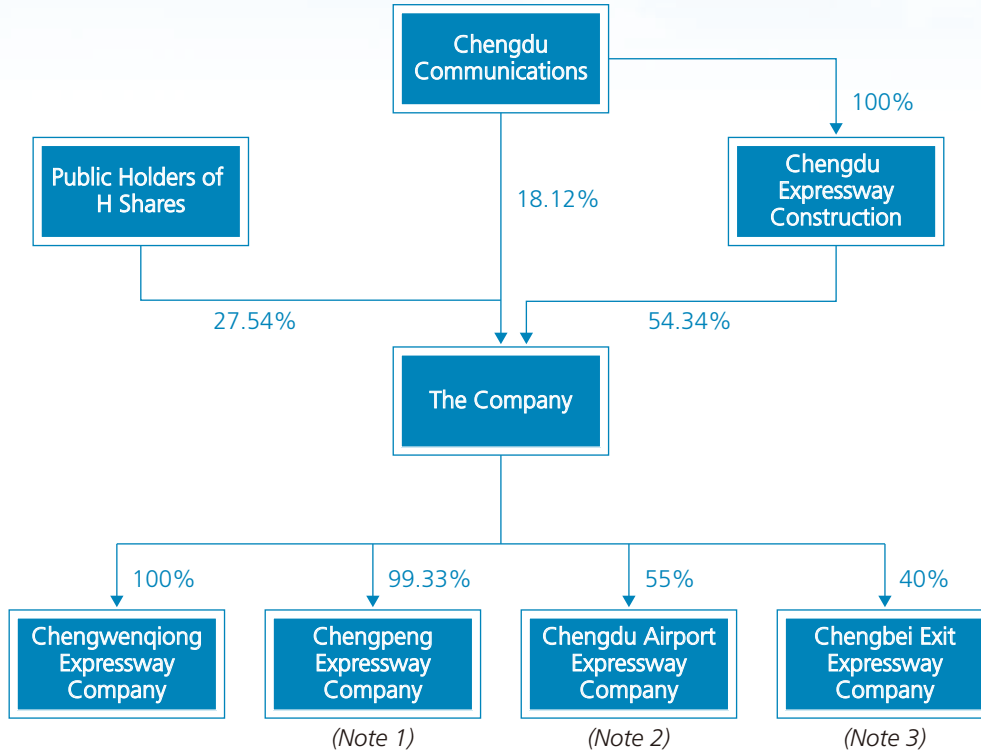 Chengdu
Communications
100%
Public Holders of
H Shares
18.12%
Chengdu
Expressway
Construction
27.54%
54.34%
The Company
100%
99.33%
55%
40%
Chengwenqiong
Expressway
Company
Chengpeng
Expressway
Company
Chengdu Airport
Expressway
Company
Chengbei Exit
Expressway
Company
(Note 1)
(Note 2)
(Note 3)